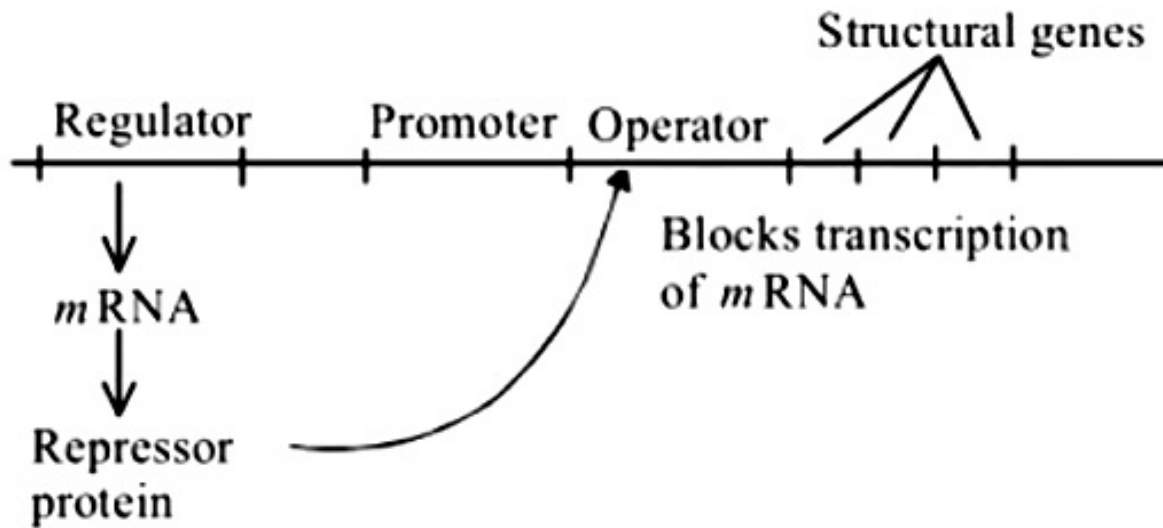 Structural genes
Regulator
Promoter
Operator
Blocks transcription
of mRNA
mRNA
Repressor
protein